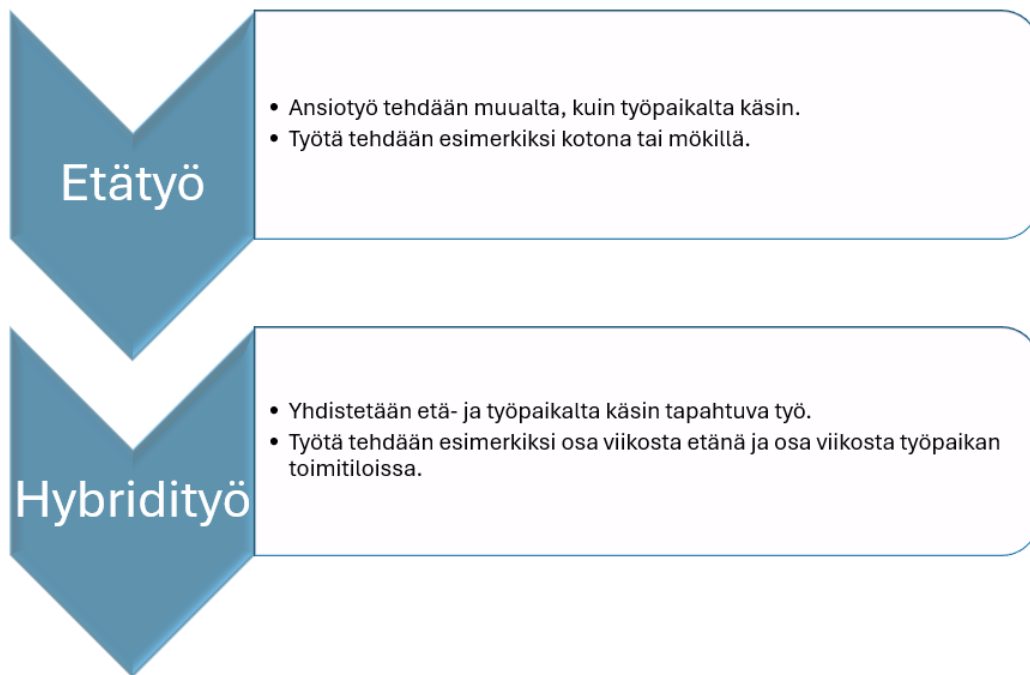 Etätyö
• Ansiotyö tehdään muualta, kuin työpaikalta käsin.
• Työtä tehdään esimerkiksi kotona tai mökillä.
Hybridityö
• Yhdistetään etä- ja työpaikalta käsin tapahtuva työ.
• Työtä tehdään esimerkiksi osa viikosta etänä ja osa viikosta työpaikan
toimitiloissa.